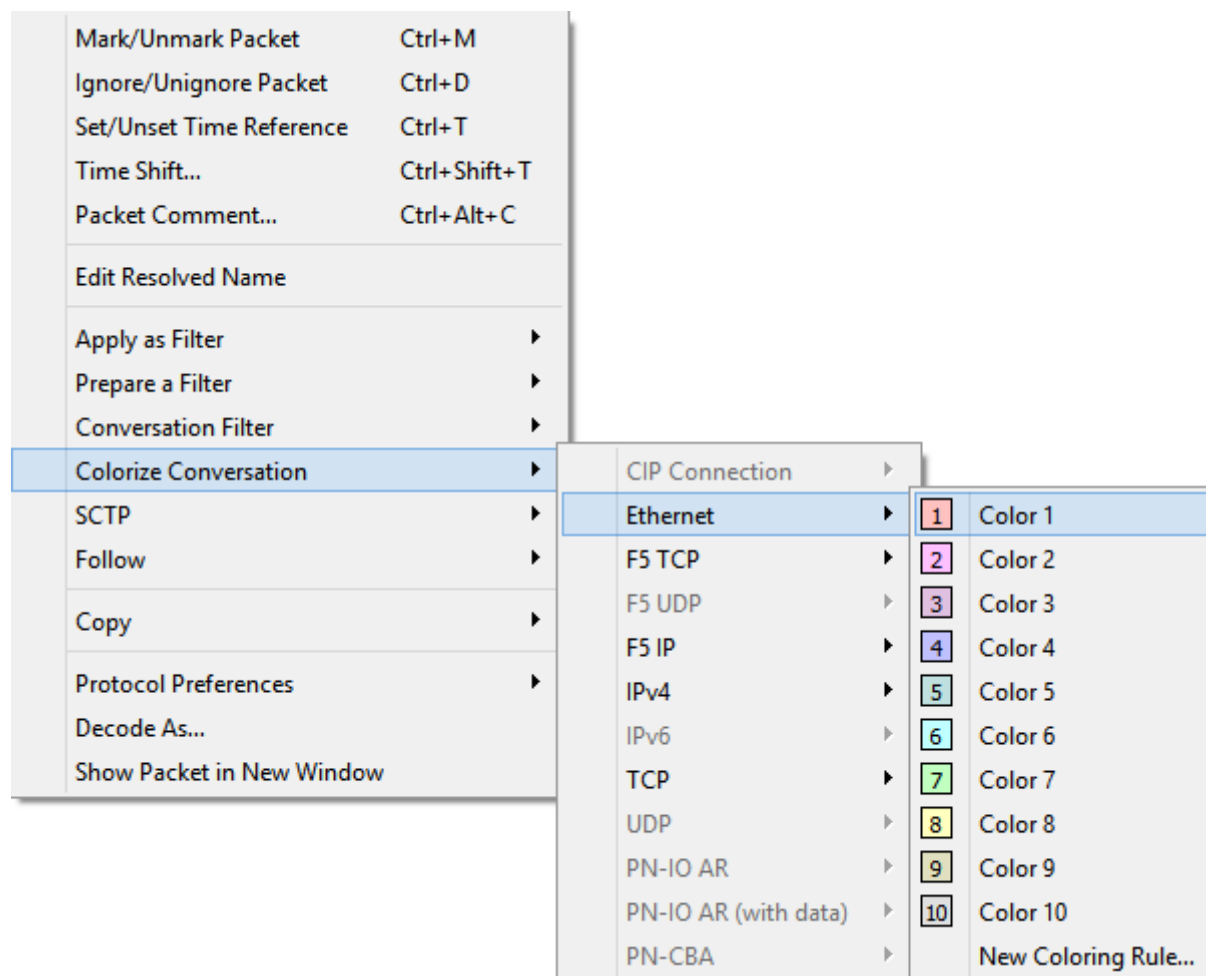 Mark/Unmark Packet Ctrl+M
Ignore/Unignore Packet Ctrl+D
Set/Unset Time Reference Ctrl+T
Time Shift... Ctrl+Shift+T
Packet Comment... Ctrl+Alt+C
Edit Resolved Name
Apply as Filter
Prepare a Filter
Conversation Filter
Colorize Conversation
SCTP
Follow
Copy
Protocol Preferences
Decode As...
Show Packet in New Window
CIP Connection
Ethernet
F5 TCP
F5 UDP
F5 IP
IPv4
IPv6
TCP
UDP
PN-IO AR
PN-IO AR (with data)
PN-CBA
1 Color 1
2 Color 2
3 Color 3
4 Color 4
5 Color 5
6 Color 6
7 Color 7
8 Color 8
9 Color 9
10 Color 10
New Coloring Rule...